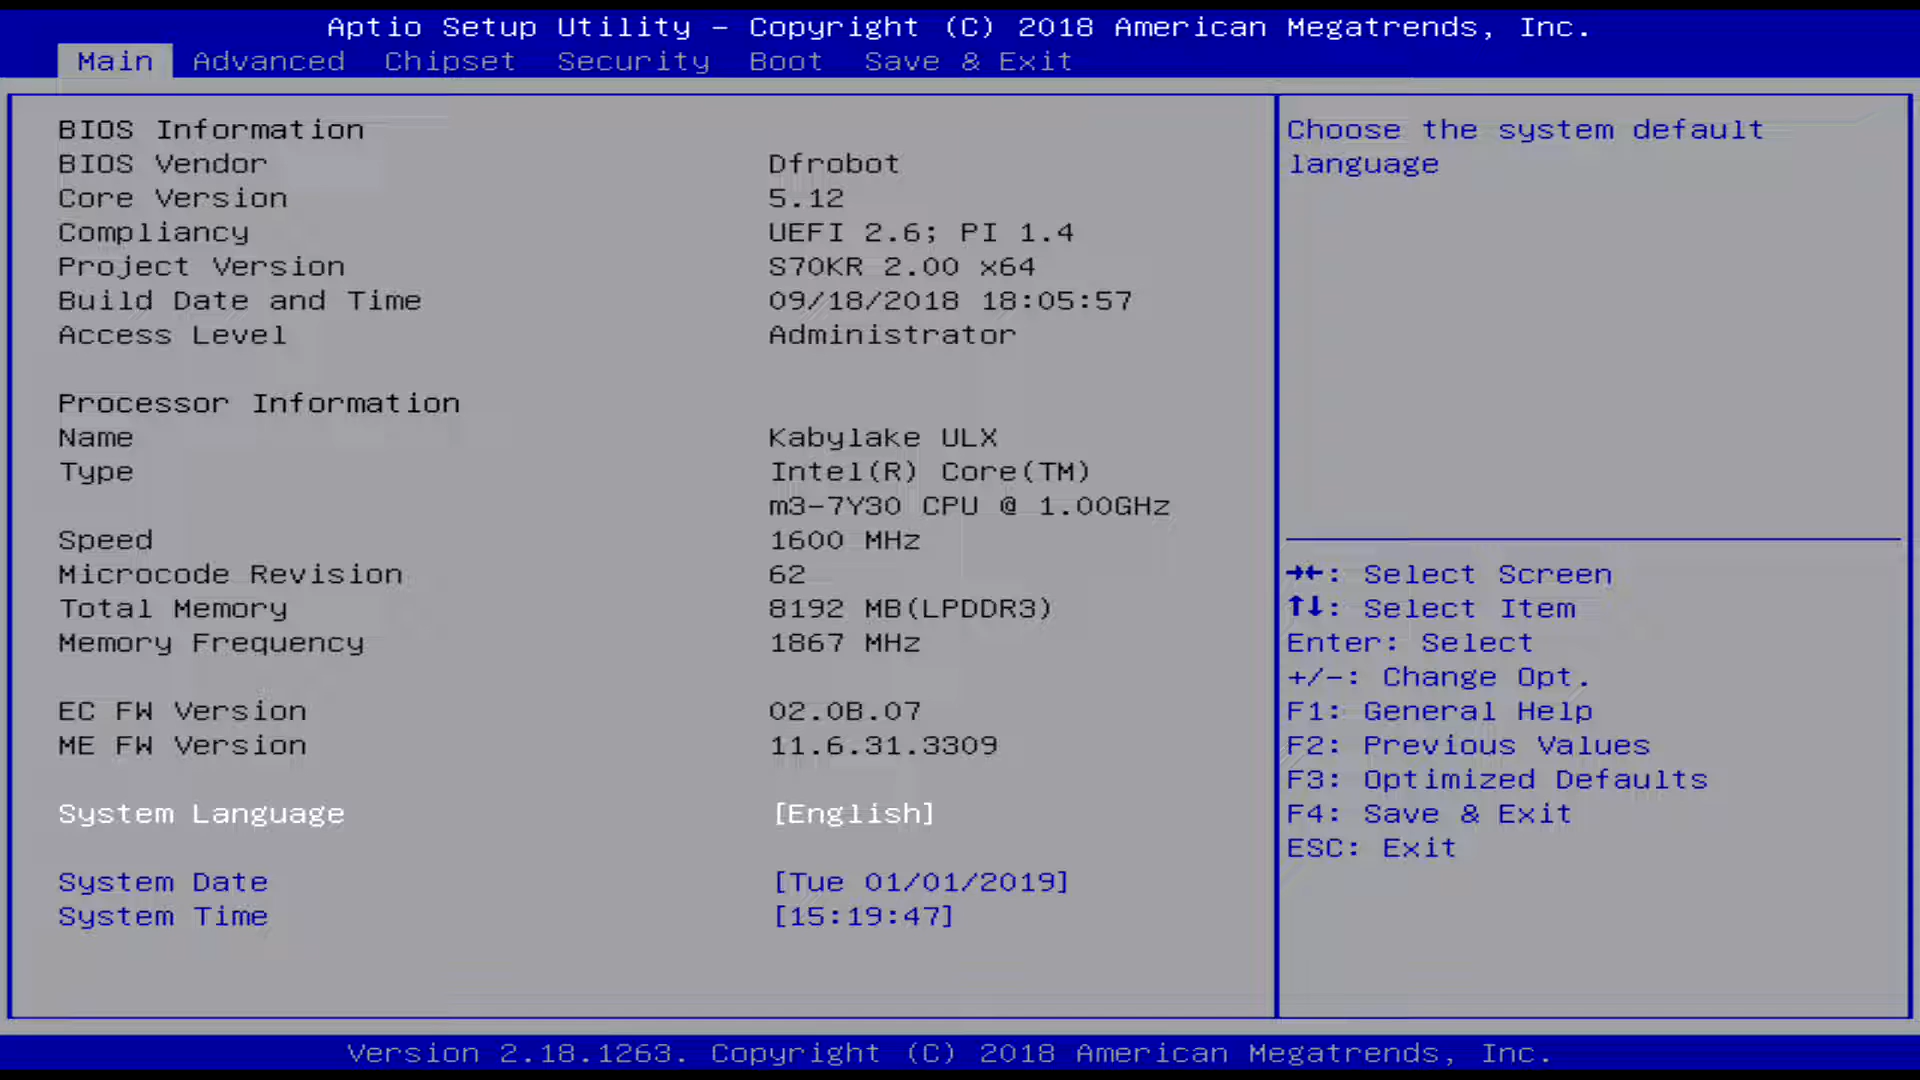 Aptio Setup Utility – Copyright (C) 2018 American Megatrends, Inc.
Main Advanced Chipset Security Boot Save & Exit
BIOS Information
BIOS Vendor Dfrobot
Core Version 5.12
Compliancy UEFI 2.6; PI 1.4
Project Version S70KR 2.00 x64
Build Date and Time 09/18/2018 18:05:57
Access Level Administrator
Processor Information
Name Kabylake ULX
Type Intel(R) Core(TM)
m3-7Y30 CPU @ 1.00GHz
Speed 1600 MHz
Microcode Revision 62
Total Memory 8192 MB(LPDDR3)
Memory Frequency 1867 MHz
EC FW Version 02.0B.07
ME FW Version 11.6.31.3309
System Language [English]
System Date [Tue 01/01/2019]
System Time [15:19:47]
Choose the system default
language
→←: Select Screen
↑↓: Select Item
Enter: Select
+/-: Change Opt.
F1: General Help
F2: Previous Values
F3: Optimized Defaults
F4: Save & Exit
ESC: Exit
Version 2.18.1263. Copyright (C) 2018 American Megatrends, Inc.